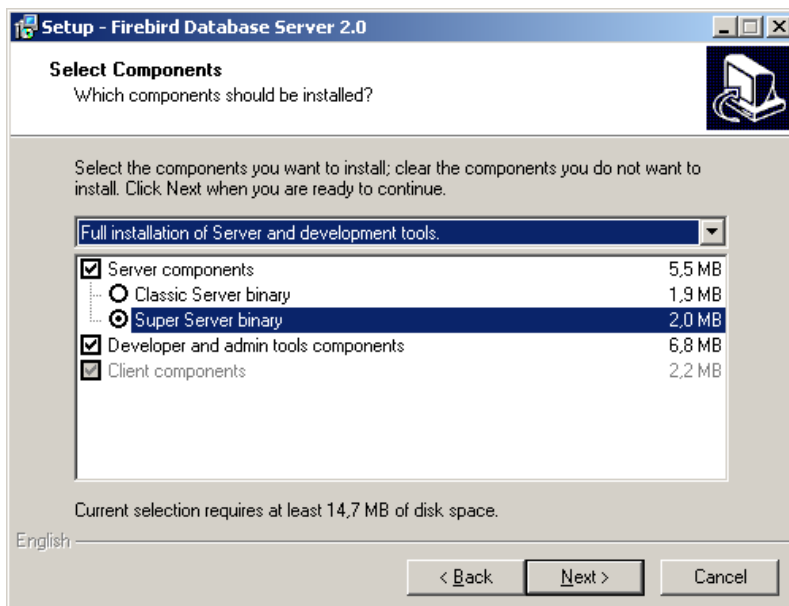 Setup - Firebird Database Server 2.0
Select Components
Which components should be installed?
Select the components you want to install; clear the components you do not want to
install. Click Next when you are ready to continue.
Full installation of Server and development tools.
Server components 5,5 MB
Classic Server binary 1,9 MB
Super Server binary 2,0 MB
Developer and admin tools components 6,8 MB
Client components 2,2 MB
Current selection requires at least 14,7 MB of disk space.
English
< Back Next > Cancel